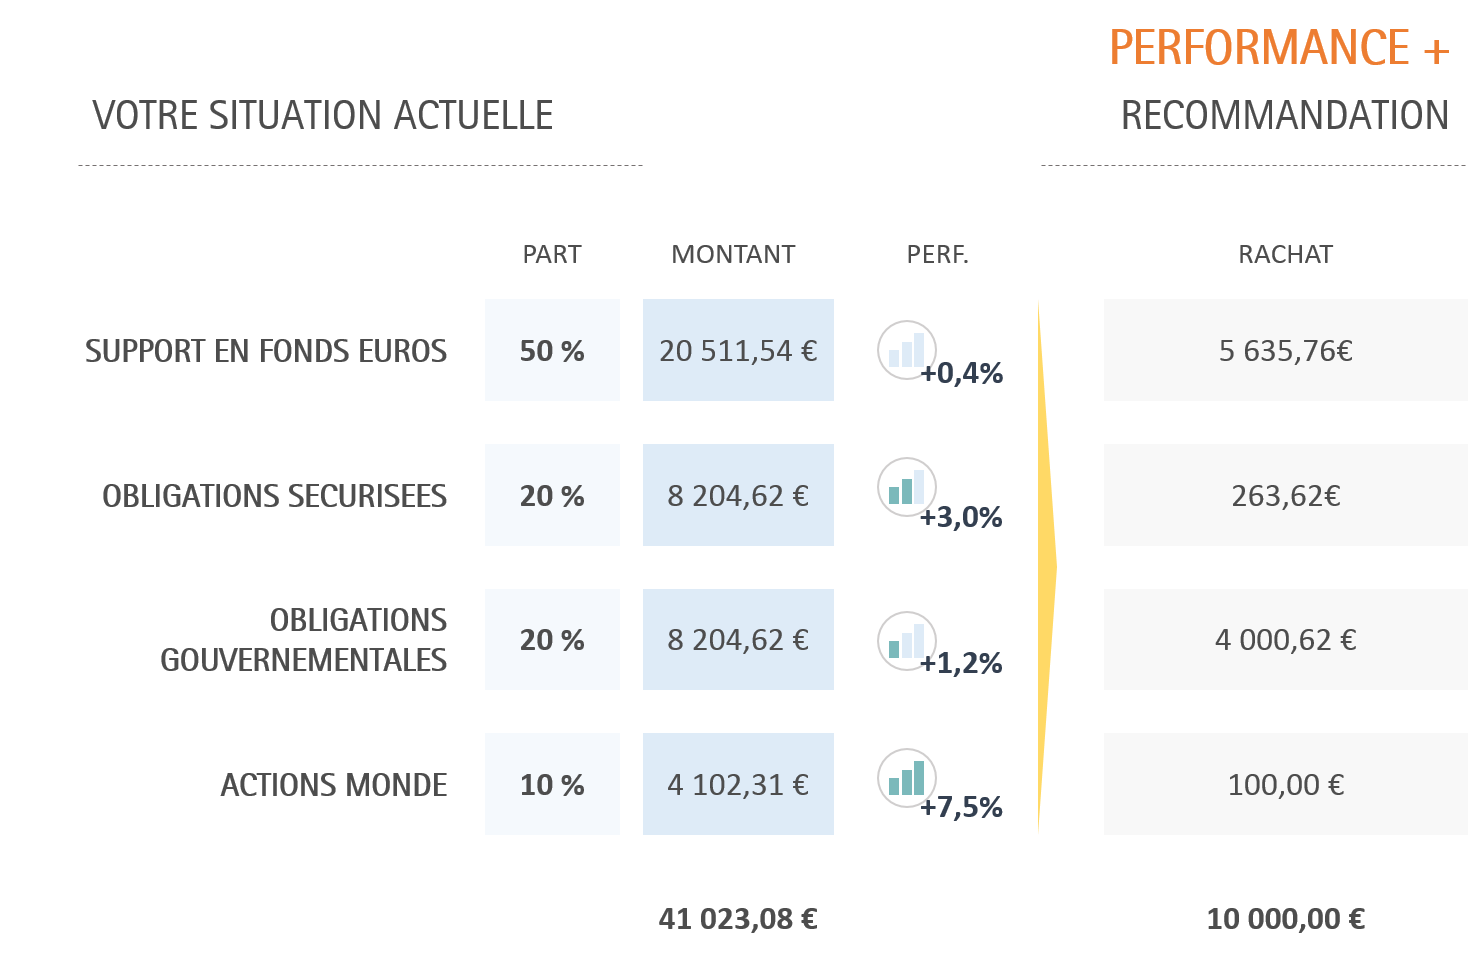 PERFORMANCE +
VOTRE SITUATION ACTUELLE
RECOMMANDATION
PART MONTANT PERF. RACHAT
SUPPORT EN FONDS EUROS 50 % 20 511,54 € +0,4% 5 635,76€
OBLIGATIONS SECURISEES 20 % 8 204,62 € +3,0% 263,62€
OBLIGATIONS
GOUVERNEMENTALES 20 % 8 204,62 € +1,2% 4 000,62 €
ACTIONS MONDE 10 % 4 102,31 € +7,5% 100,00 €
41 023,08 € 10 000,00 €